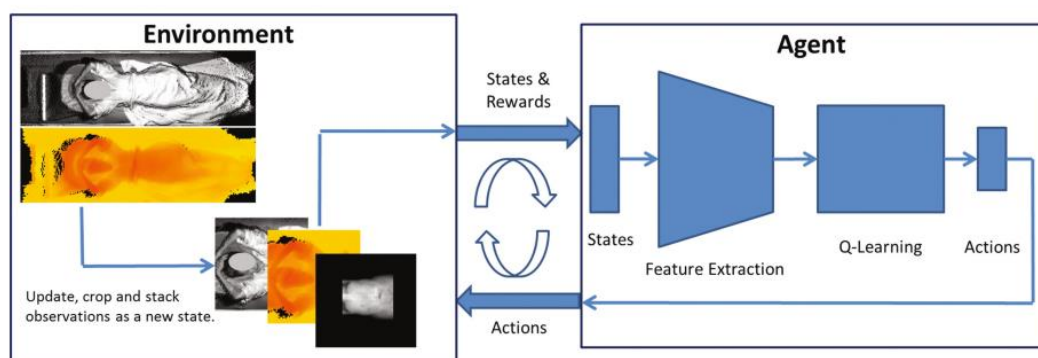 Environment
Update, crop and stack
observations as a new state.
States &
Rewards
Actions
Agent
States
Feature Extraction
Q-Learning
Actions